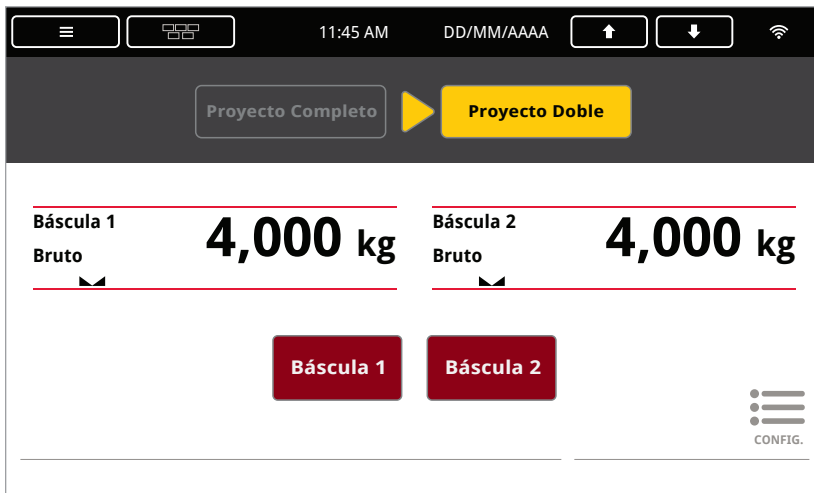 11:45 AM DD/MM/AAAA
Proyecto Completo Proyecto Doble
Báscula 1
Bruto
4,000 kg
Báscula 2
Bruto
4,000 kg
Báscula 1 Báscula 2
CONFIG.